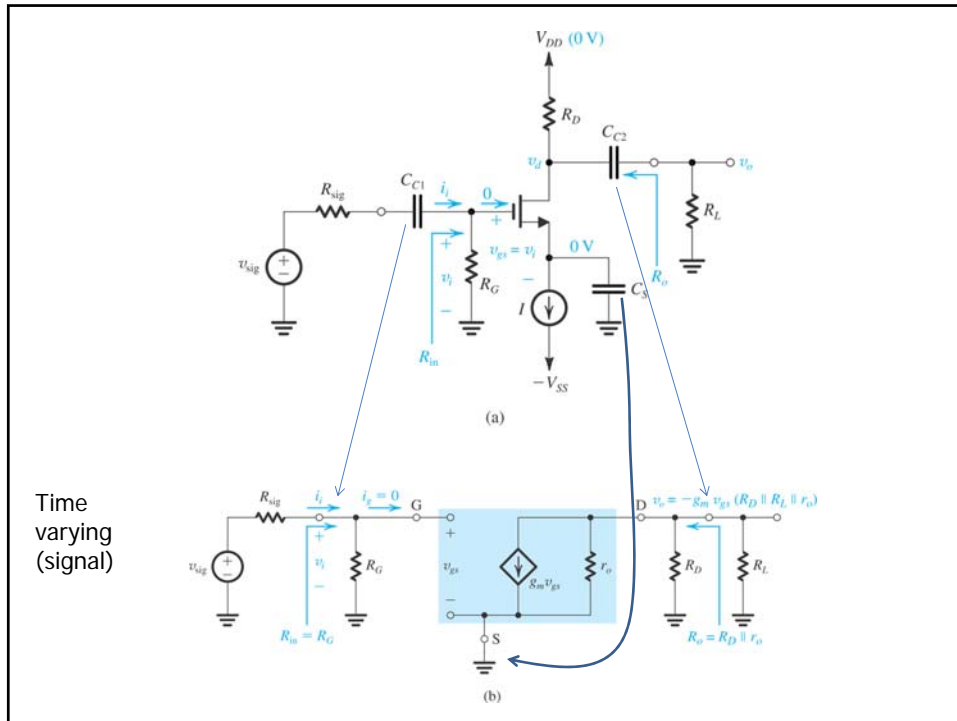 V_DD (0 V)
R_D
C_C2
v_d
v_o
C_C1
i_i
0
R_sig
R_L
+
+
v_gs = v_i
0 V
v_sig
+
−
v_i
R_G
−
I
C_S
R_o
−
R_in
−V_SS
(a)
Time
varying
(signal)
R_sig
i_i
i_g = 0
G
D
v_o = −g_m v_gs (R_D ∥ R_L ∥ r_o)
+
+
v_sig
+
−
v_i
R_G
v_gs
g_m v_gs
r_o
R_D
R_L
−
−
R_in = R_G
S
R_o = R_D ∥ r_o
(b)